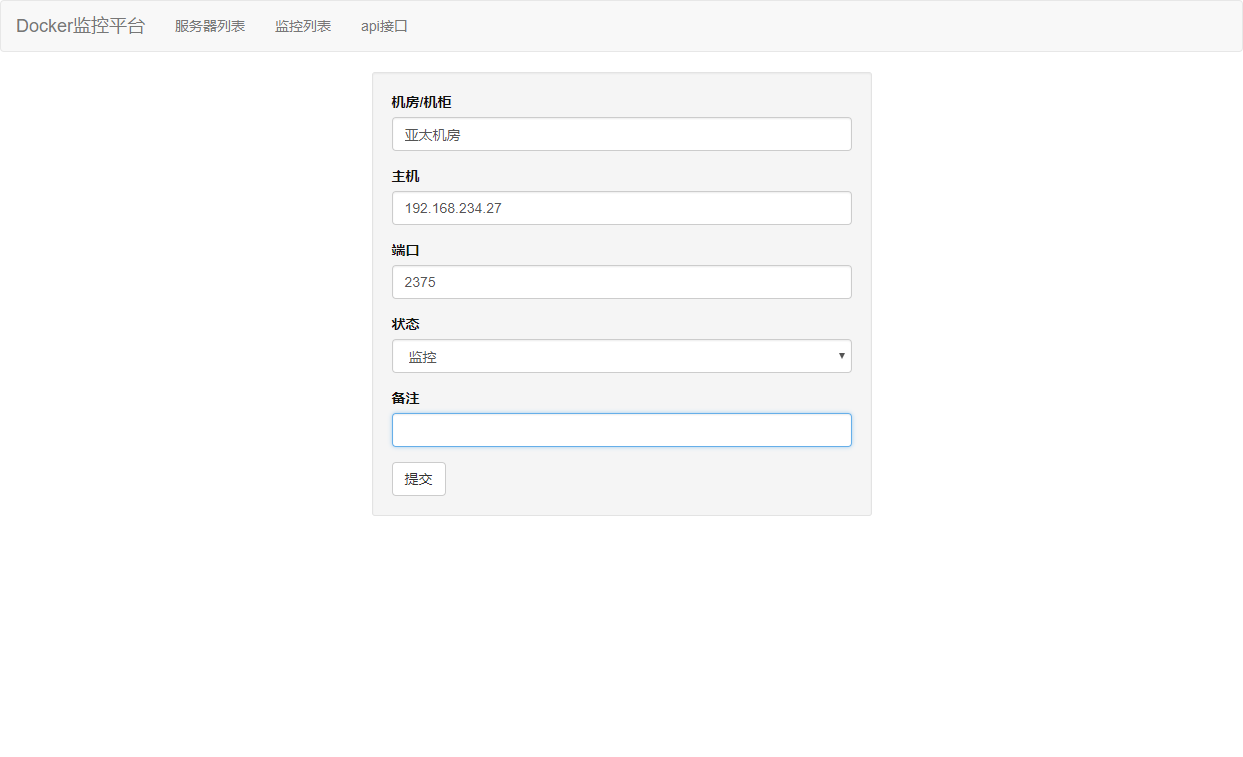 Docker监控平台 服务器列表 监控列表 api接口
机房/机柜
亚太机房
主机
192.168.234.27
端口
2375
状态
监控
备注
提交